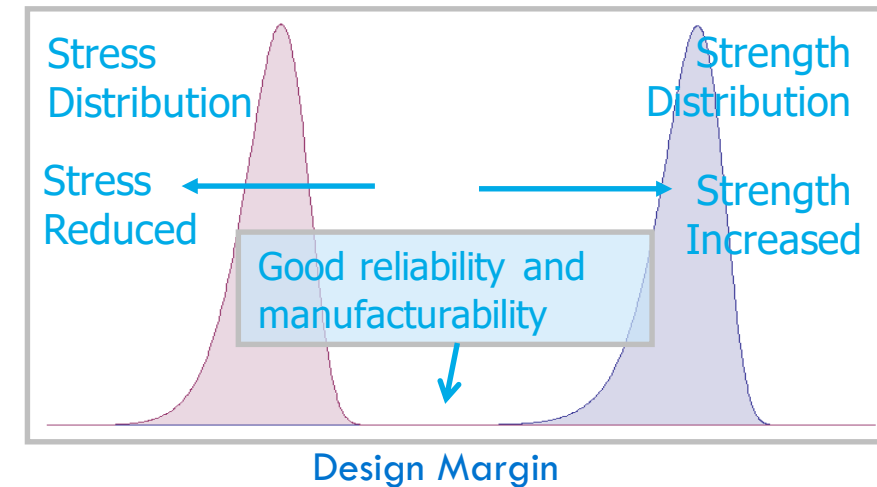 Stress
Distribution
Strength
Distribution
Stress
Reduced
Strength
Increased
Good reliability and
manufacturability
Design Margin